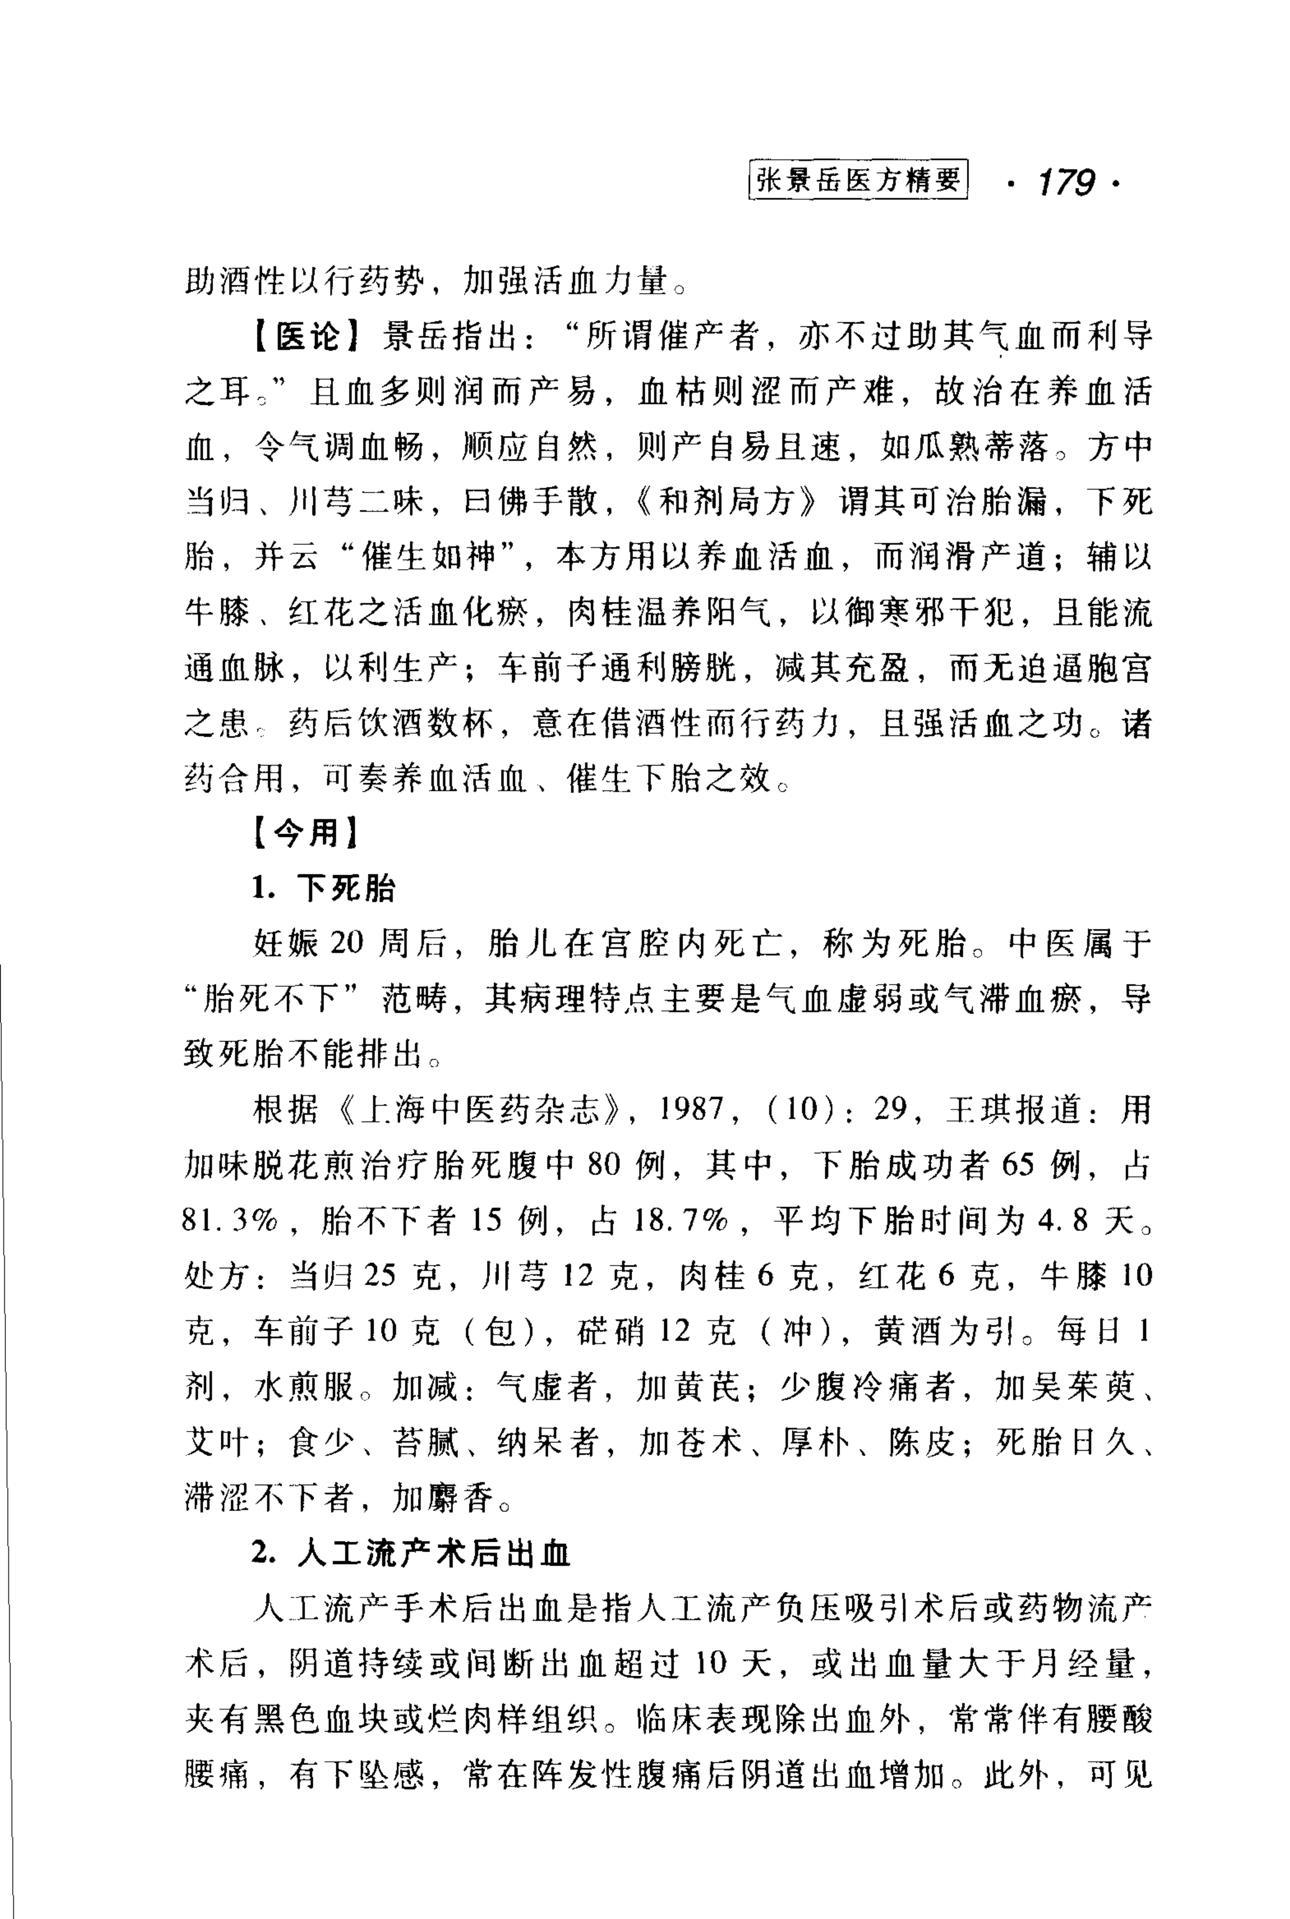 张景岳医方精要 · 179 ·
助酒性以行药势，加强活血力量。
【医论】景岳指出：“所谓催产者，亦不过助其气血而利导
之耳。”且血多则润而产易，血枯则涩而产难，故治在养血活
血，令气调血畅，顺应自然，则产自易且速，如瓜熟蒂落。方中
当归、川芎二味，曰佛手散，《和剂局方》谓其可治胎漏，下死
胎，并云“催生如神”，本方用以养血活血，而润滑产道；辅以
牛膝、红花之活血化瘀，肉桂温养阳气，以御寒邪干犯，且能流
通血脉，以利生产；车前子通利膀胱，减其充盈，而无迫逼胞宫
之患。药后饮酒数杯，意在借酒性而行药力，且强活血之功。诸
药合用，可奏养血活血、催生下胎之效。
【今用】
1. 下死胎
妊娠20周后，胎儿在宫腔内死亡，称为死胎。中医属于
“胎死不下”范畴，其病理特点主要是气血虚弱或气滞血瘀，导
致死胎不能排出。
根据《上海中医药杂志》，1987，(10)：29，王琪报道：用
加味脱花煎治疗胎死腹中80例，其中，下胎成功者65例，占
81.3%，胎不下者15例，占18.7%，平均下胎时间为4.8天。
处方：当归25克，川芎12克，肉桂6克，红花6克，牛膝10
克，车前子10克（包），硭硝12克（冲），黄酒为引。每日1
剂，水煎服。加减：气虚者，加黄芪；少腹冷痛者，加吴茱萸、
艾叶；食少、苔腻、纳呆者，加苍术、厚朴、陈皮；死胎日久、
滞涩不下者，加麝香。
2. 人工流产术后出血
人工流产手术后出血是指人工流产负压吸引术后或药物流产
术后，阴道持续或间断出血超过10天，或出血量大于月经量，
夹有黑色血块或烂肉样组织。临床表现除出血外，常常伴有腰酸
腰痛，有下坠感，常在阵发性腹痛后阴道出血增加。此外，可见